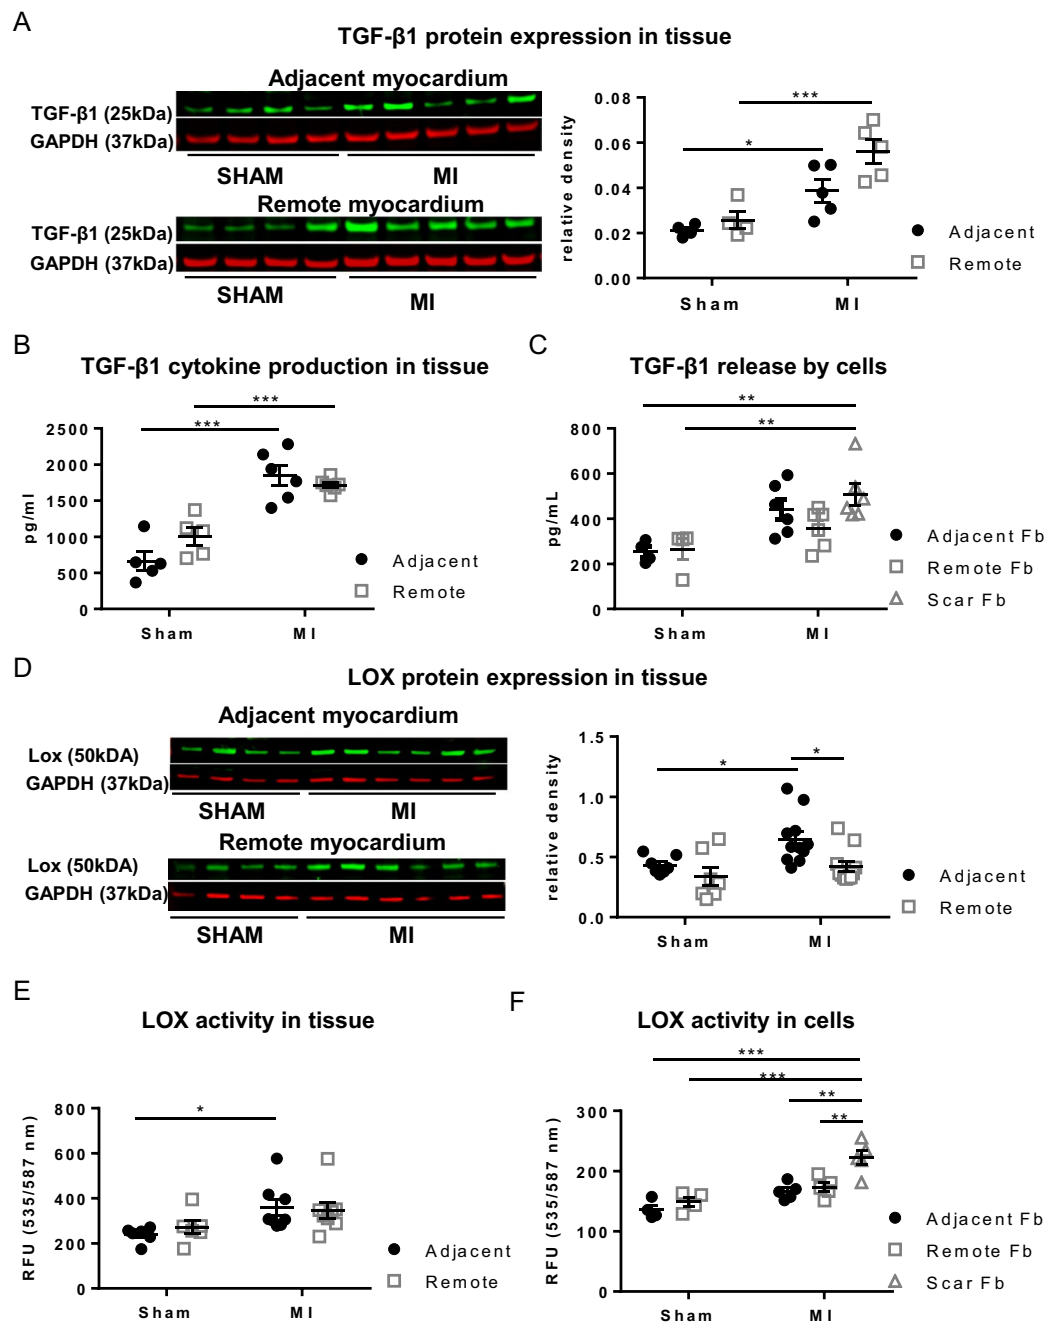 A
TGF-β1 protein expression in tissue
Adjacent myocardium
TGF-β1 (25kDa)
GAPDH (37kDa)
SHAM MI
Remote myocardium
TGF-β1 (25kDa)
GAPDH (37kDa)
SHAM MI
relative density
0.08
0.06
0.04
0.02
0.00
***
*
Sham MI
Adjacent
Remote
B
TGF-β1 cytokine production in tissue
pg/ml
2500
2000
1500
1000
500
0
***
***
Sham MI
Adjacent
Remote
C
TGF-β1 release by cells
pg/mL
800
600
400
200
0
**
**
Sham MI
Adjacent Fb
Remote Fb
Scar Fb
D
LOX protein expression in tissue
Adjacent myocardium
Lox (50kDA)
GAPDH (37kDa)
SHAM MI
Remote myocardium
Lox (50kDA)
GAPDH (37kDa)
SHAM MI
relative density
1.5
1.0
0.5
0.0
*
*
Sham MI
Adjacent
Remote
E
LOX activity in tissue
RFU (535/587 nm)
800
600
400
200
0
*
Sham MI
Adjacent
Remote
F
LOX activity in cells
RFU (535/587 nm)
300
200
100
0
***
***
**
**
Sham MI
Adjacent Fb
Remote Fb
Scar Fb